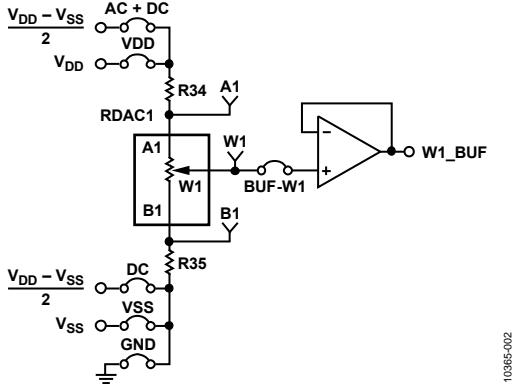 V_DD – V_SS
2
AC + DC
V_DD
VDD
R34
A1
RDAC1
A1
W1
B1
W1
BUF-W1
–
+
W1_BUF
B1
R35
V_DD – V_SS
2
DC
V_SS
VSS
GND
10365-002